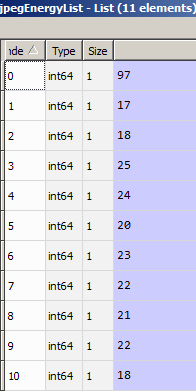 jpegEnergyList - List (11 elements)
nde Type Size
0 int64 1 97
1 int64 1 17
2 int64 1 18
3 int64 1 25
4 int64 1 24
5 int64 1 20
6 int64 1 23
7 int64 1 22
8 int64 1 21
9 int64 1 22
10 int64 1 18